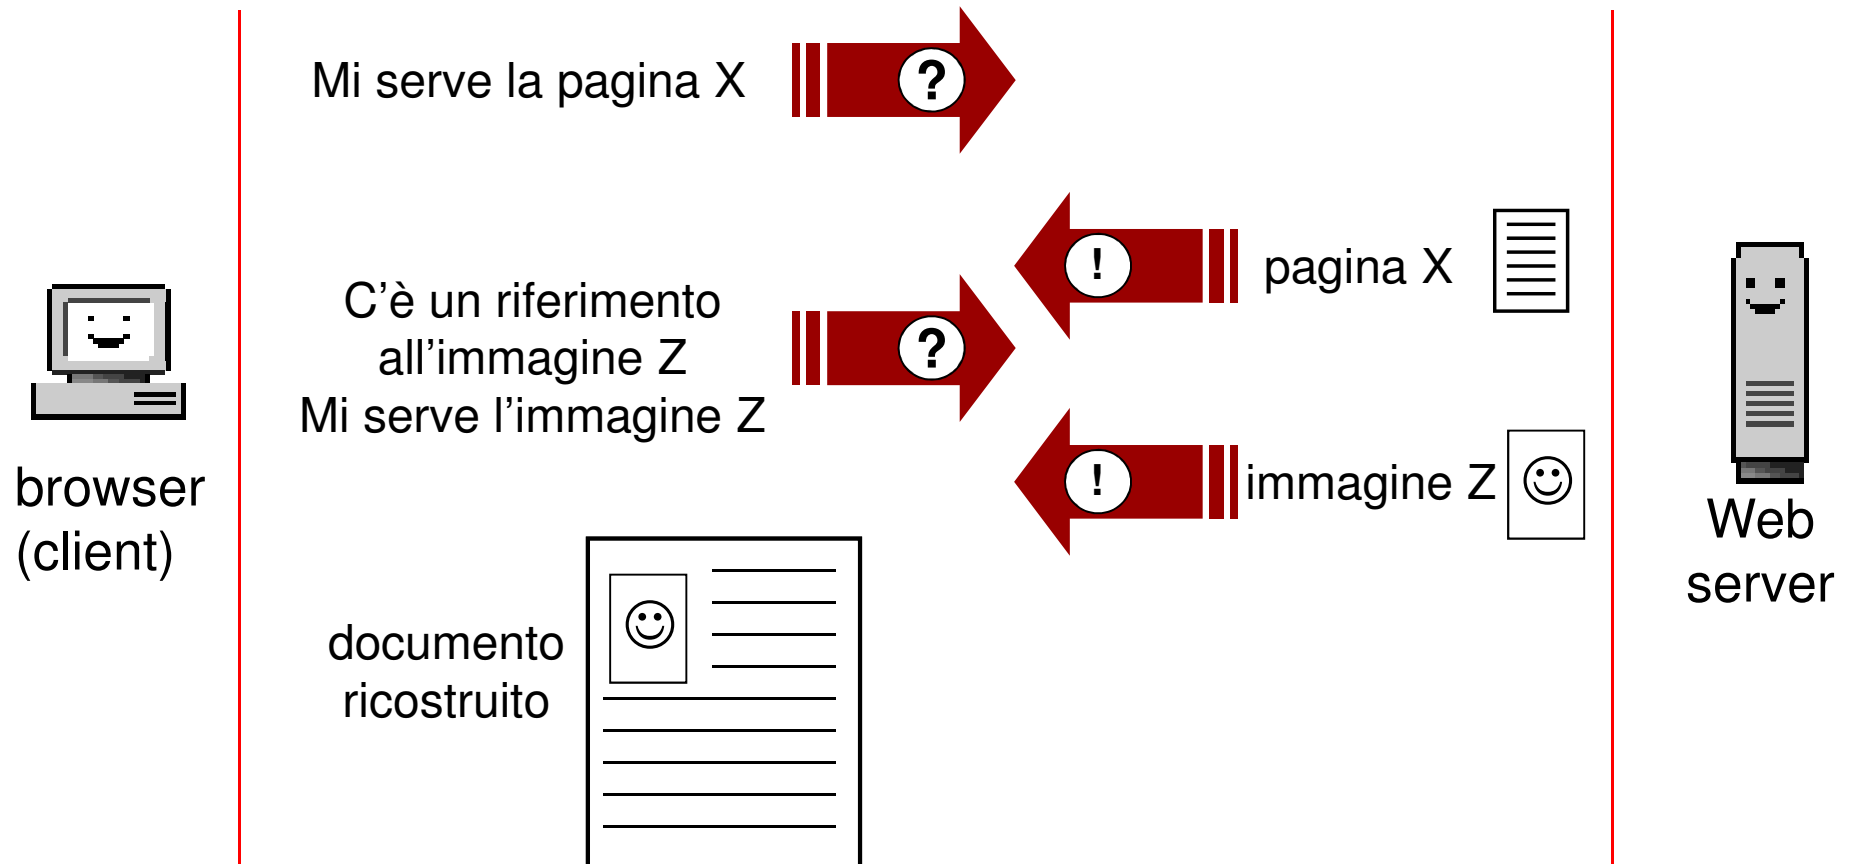 Mi serve la pagina X
?
!
pagina X
C'è un riferimento
all'immagine Z
Mi serve l'immagine Z
?
!
immagine Z
browser
(client)
Web
server
documento
ricostruito